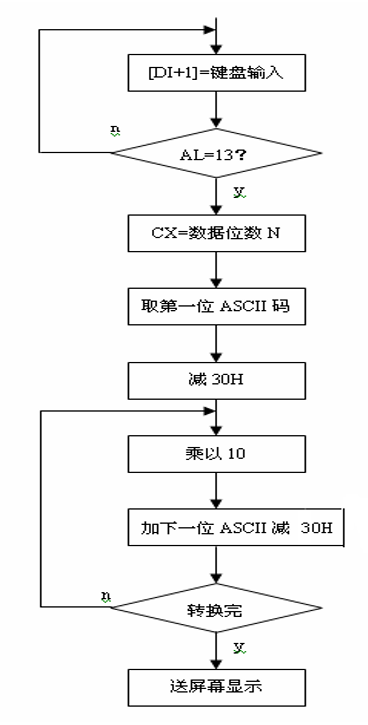 [DI+1]=键盘输入
n
AL=13?
y
CX=数据位数 N
取第一位 ASCII 码
减 30H
乘以 10
加下一位 ASCII 减 30H
n
转换完
y
送屏幕显示